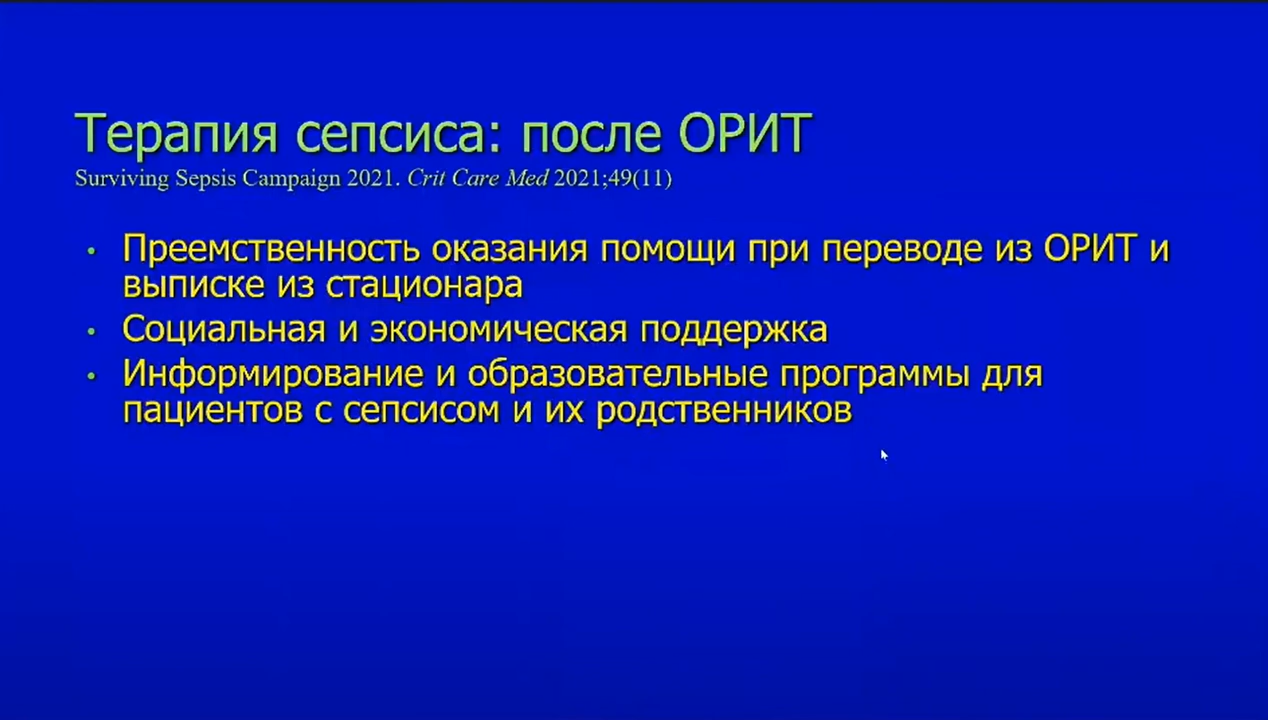 Терапия сепсиса: после ОРИТ
Surviving Sepsis Campaign 2021. Crit Care Med 2021;49(11)
• Преемственность оказания помощи при переводе из ОРИТ и
выписке из стационара
• Социальная и экономическая поддержка
• Информирование и образовательные программы для
пациентов с сепсисом и их родственников